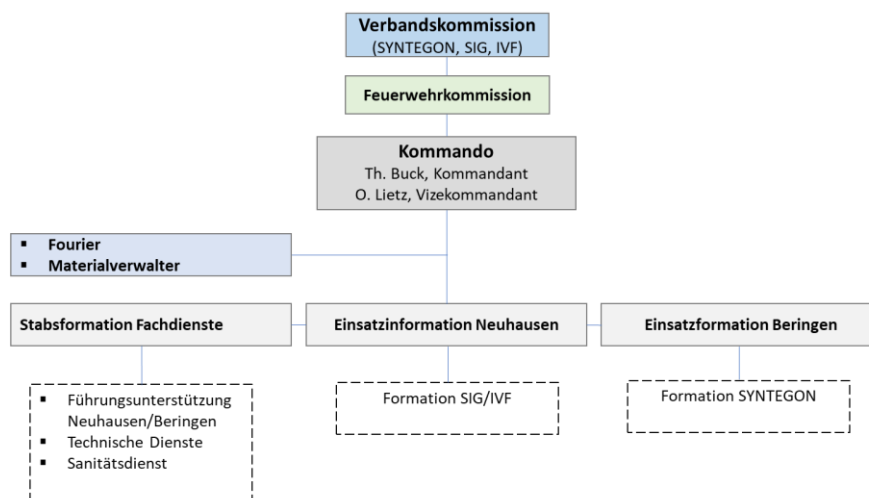 Verbandskommission
(SYNTEGON, SIG, IVF)
Feuerwehrkommission
Kommando
Th. Buck, Kommandant
O. Lietz, Vizekommandant
▪ Fourier
▪ Materialverwalter
Stabsformation Fachdienste
Einsatzinformation Neuhausen
Einsatzformation Beringen
▪ Führungsunterstützung
Neuhausen/Beringen
▪ Technische Dienste
▪ Sanitätsdienst
Formation SIG/IVF
Formation SYNTEGON